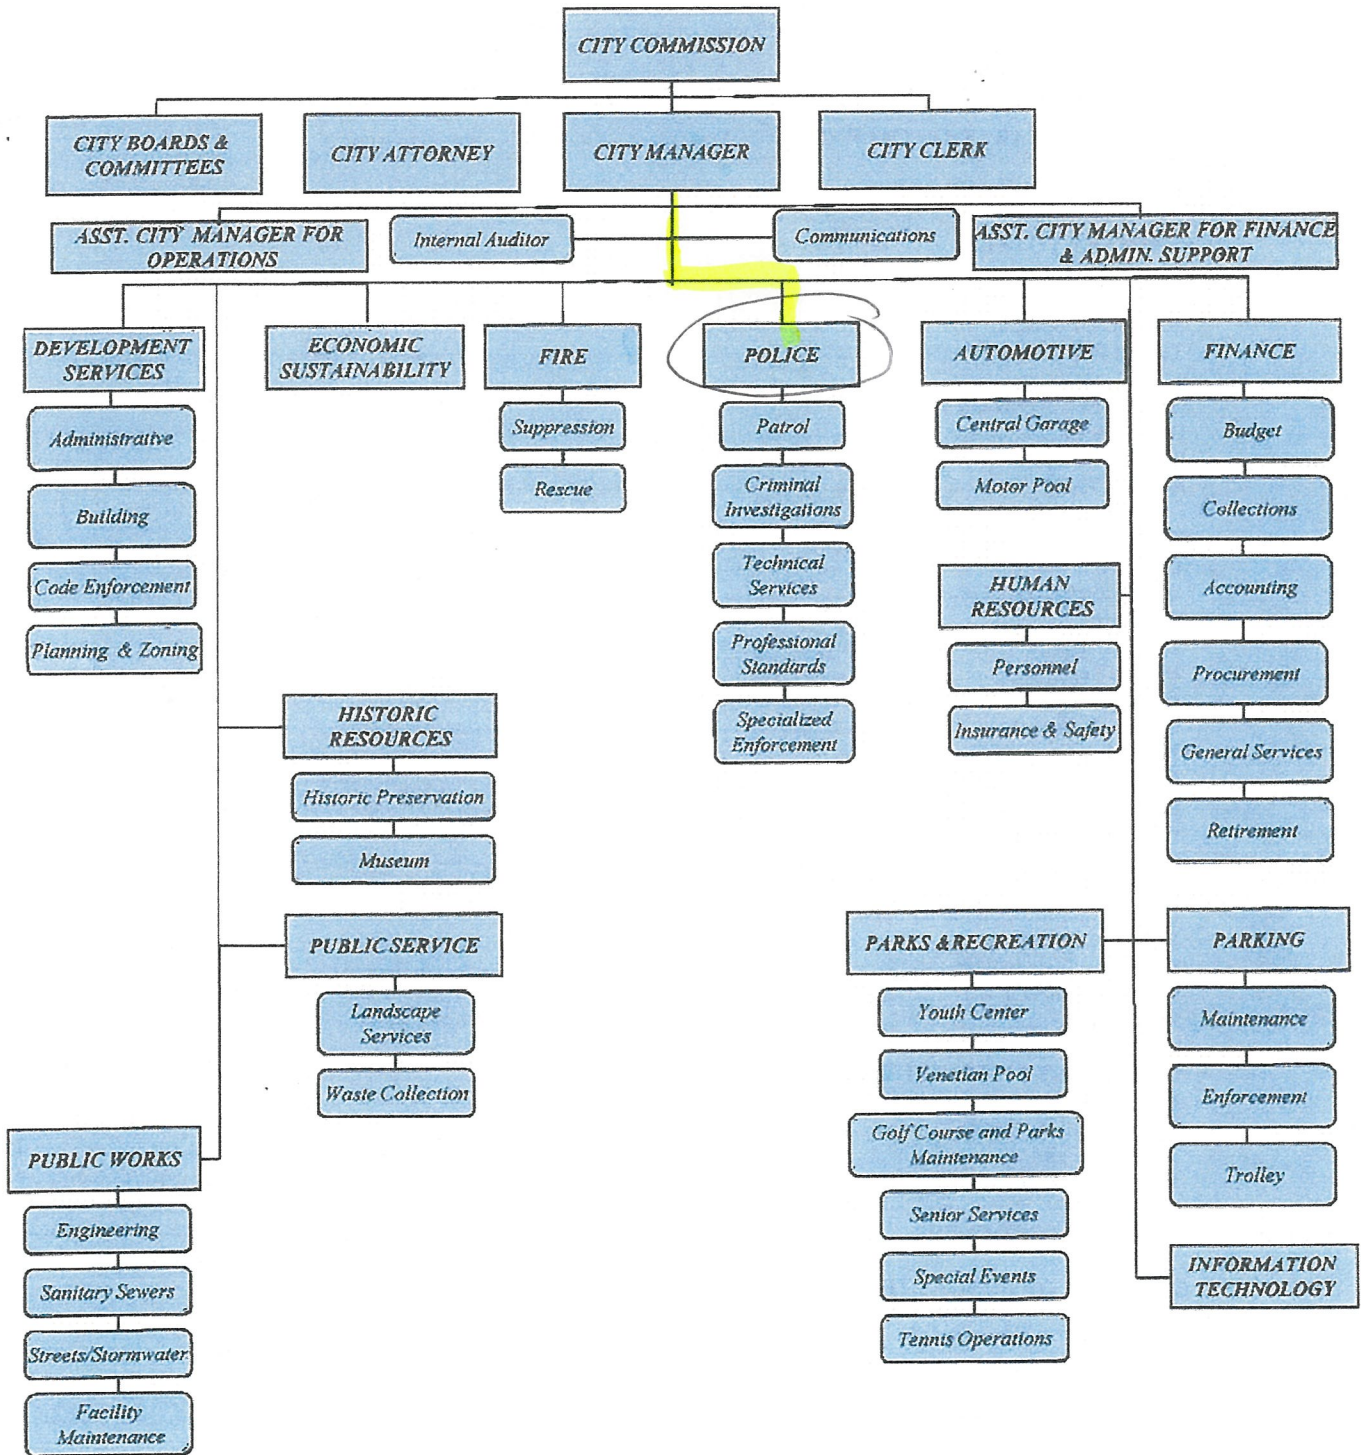 CITY COMMISSION
CITY BOARDS &
COMMITTEES
CITY ATTORNEY
CITY MANAGER
CITY CLERK
ASST. CITY MANAGER FOR
OPERATIONS
Internal Auditor
Communications
ASST. CITY MANAGER FOR FINANCE
& ADMIN. SUPPORT
DEVELOPMENT
SERVICES
Administrative
Building
Code Enforcement
Planning & Zoning
ECONOMIC
SUSTAINABILITY
FIRE
Suppression
Rescue
POLICE
Patrol
Criminal
Investigations
Technical
Services
Professional
Standards
Specialized
Enforcement
AUTOMOTIVE
Central Garage
Motor Pool
HUMAN
RESOURCES
Personnel
Insurance & Safety
FINANCE
Budget
Collections
Accounting
Procurement
General Services
Retirement
HISTORIC
RESOURCES
Historic Preservation
Museum
PUBLIC SERVICE
Landscape
Services
Waste Collection
PARKS & RECREATION
Youth Center
Venetian Pool
Golf Course and Parks
Maintenance
Senior Services
Special Events
Tennis Operations
PARKING
Maintenance
Enforcement
Trolley
INFORMATION
TECHNOLOGY
PUBLIC WORKS
Engineering
Sanitary Sewers
Streets/Stormwater
Facility
Maintenance